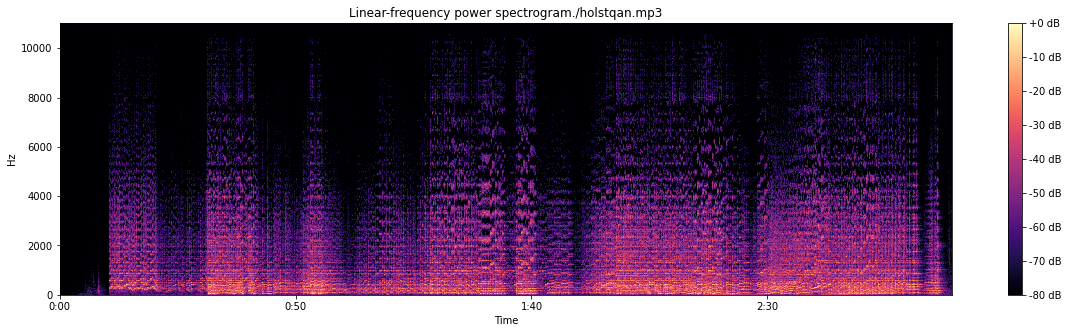 Linear-frequency power spectrogram./holstqan.mp3
10000
8000
6000
4000
2000
0
Hz
0:00
0:50
1:40
2:30
Time
+0 dB
-10 dB
-20 dB
-30 dB
-40 dB
-50 dB
-60 dB
-70 dB
-80 dB